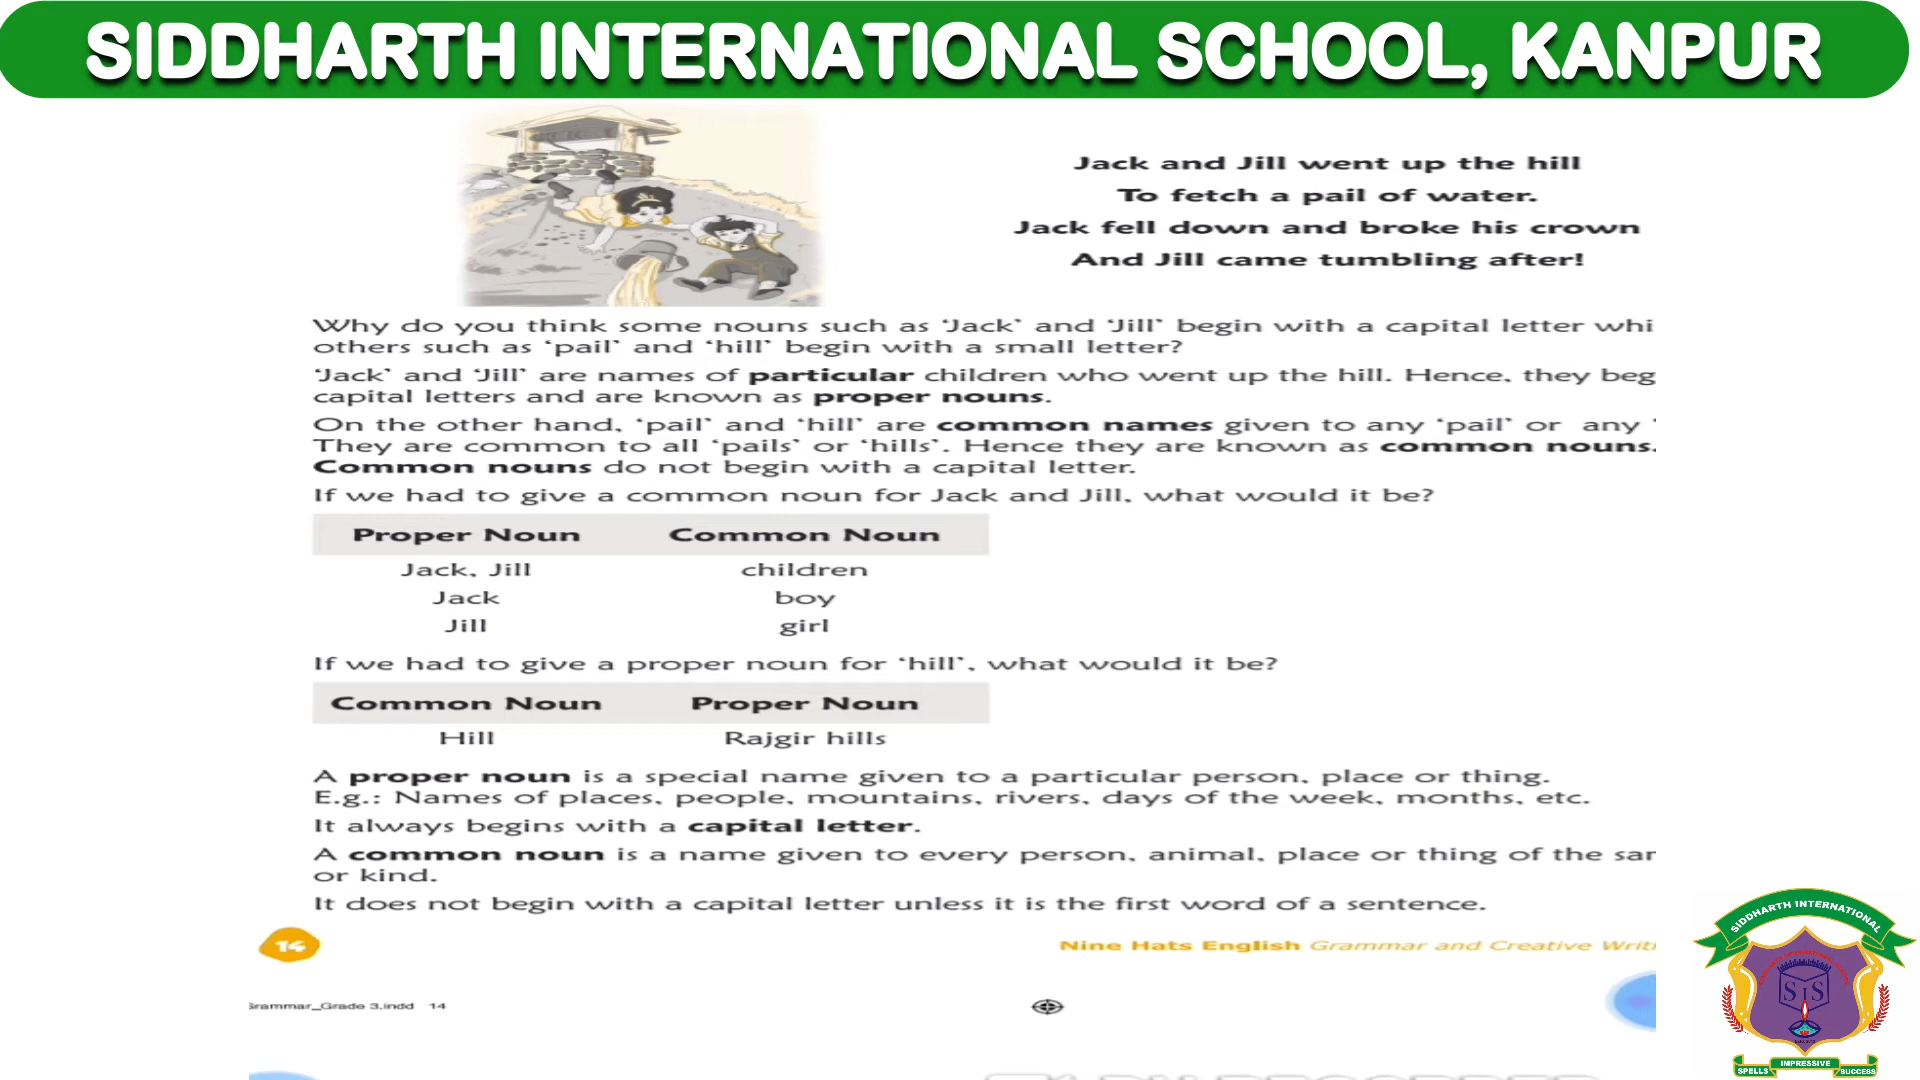 SIDDHARTH INTERNATIONAL SCHOOL, KANPUR
Jack and Jill went up the hill
To fetch a pail of water.
Jack fell down and broke his crown
And Jill came tumbling after!
Why do you think some nouns such as ‘Jack’ and ‘Jill’ begin with a capital letter whi
others such as ‘pail’ and ‘hill’ begin with a small letter?
‘Jack’ and ‘Jill’ are names of particular children who went up the hill. Hence, they beg
capital letters and are known as proper nouns.
On the other hand, ‘pail’ and ‘hill’ are common names given to any ‘pail’ or any ‘
They are common to all ‘pails’ or ‘hills’. Hence they are known as common nouns.
Common nouns do not begin with a capital letter.
If we had to give a common noun for Jack and Jill, what would it be?
Proper Noun Common Noun
Jack, Jill children
Jack boy
Jill girl
If we had to give a proper noun for ‘hill’, what would it be?
Common Noun Proper Noun
Hill Rajgir hills
A proper noun is a special name given to a particular person, place or thing.
E.g.: Names of places, people, mountains, rivers, days of the week, months, etc.
It always begins with a capital letter.
A common noun is a name given to every person, animal, place or thing of the sar
or kind.
It does not begin with a capital letter unless it is the first word of a sentence.
14 Nine Hats English Grammar and Creative Writi
Grammar_Grade 3.indd 14
SIDDHARTH INTERNATIONAL
SIS
SPELLS IMPRESSIVE SUCCESS